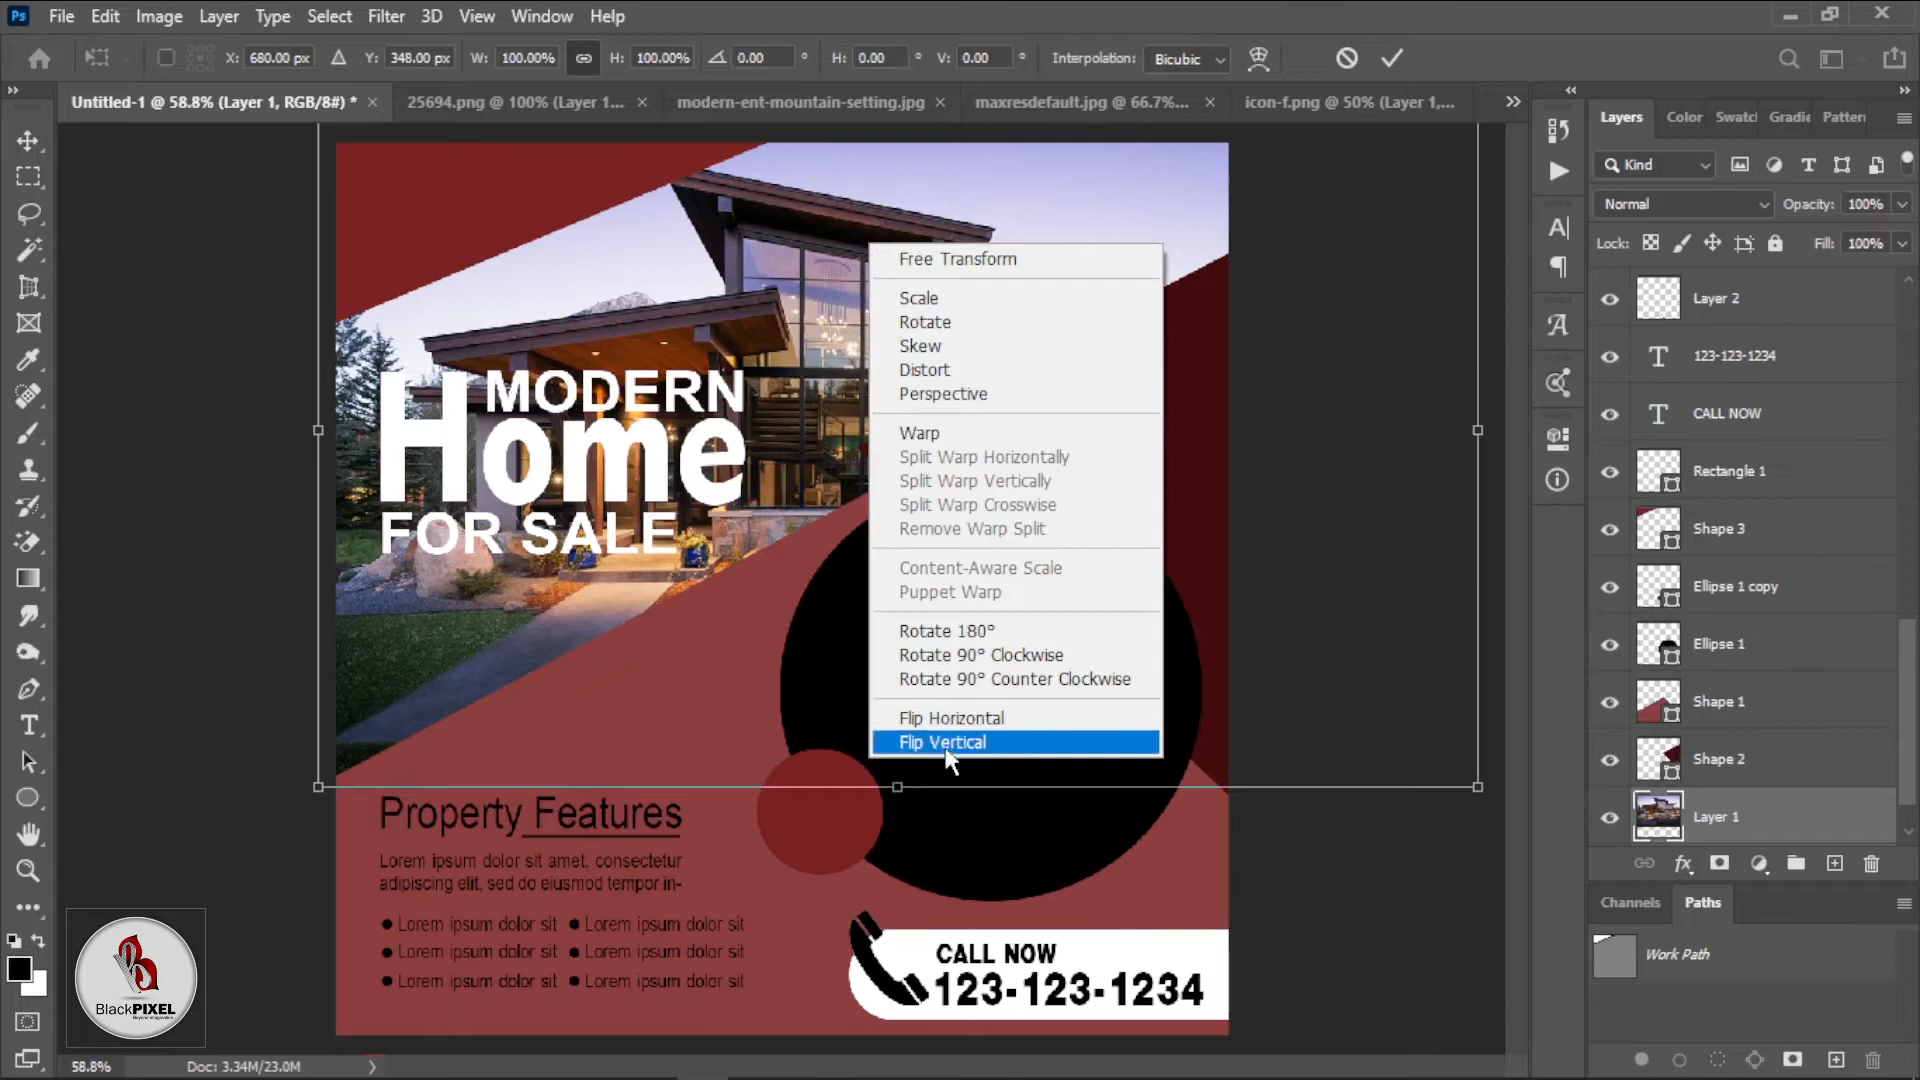 Ps File Edit Image Layer Type Select Filter 3D View Window Help
X: 680.00 px Y: 348.00 px W: 100.00% H: 100.00% 0.00 ° H: 0.00 ° V: 0.00 ° Interpolation: Bicubic
Untitled-1 @ 58.8% (Layer 1, RGB/8#) * 25694.png @ 100% (Layer 1... modern-ent-mountain-setting.jpg maxresdefault.jpg @ 66.7%... icon-f.png @ 50% (Layer 1,...
MODERN
Home
FOR SALE
Property Features
Lorem ipsum dolor sit amet, consectetur
adipiscing elit, sed do eiusmod tempor in-
● Lorem ipsum dolor sit ● Lorem ipsum dolor sit
● Lorem ipsum dolor sit ● Lorem ipsum dolor sit
● Lorem ipsum dolor sit ● Lorem ipsum dolor sit
CALL NOW
123-123-1234
Free Transform
Scale
Rotate
Skew
Distort
Perspective
Warp
Split Warp Horizontally
Split Warp Vertically
Split Warp Crosswise
Remove Warp Split
Content-Aware Scale
Puppet Warp
Rotate 180°
Rotate 90° Clockwise
Rotate 90° Counter Clockwise
Flip Horizontal
Flip Vertical
Layers Color Swatc Gradie Patter
Kind
Normal Opacity: 100%
Lock: Fill: 100%
Layer 2
123-123-1234
CALL NOW
Rectangle 1
Shape 3
Ellipse 1 copy
Ellipse 1
Shape 1
Shape 2
Layer 1
fx
Channels Paths
Work Path
BlackPIXEL
58.8% Doc: 3.34M/23.0M